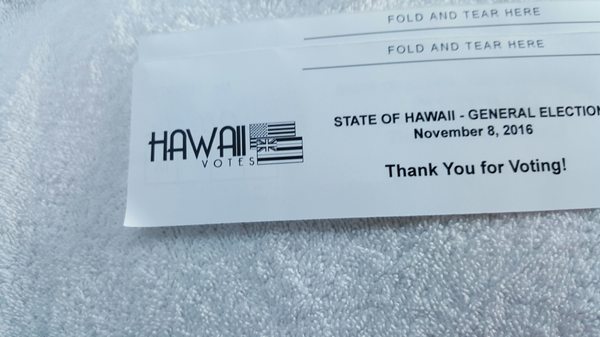 FOLD AND TEAR HERE
FOLD AND TEAR HERE
STATE OF HAWAII - GENERAL ELECTION
November 8, 2016
HAWAII
VOTES
Thank You for Voting!